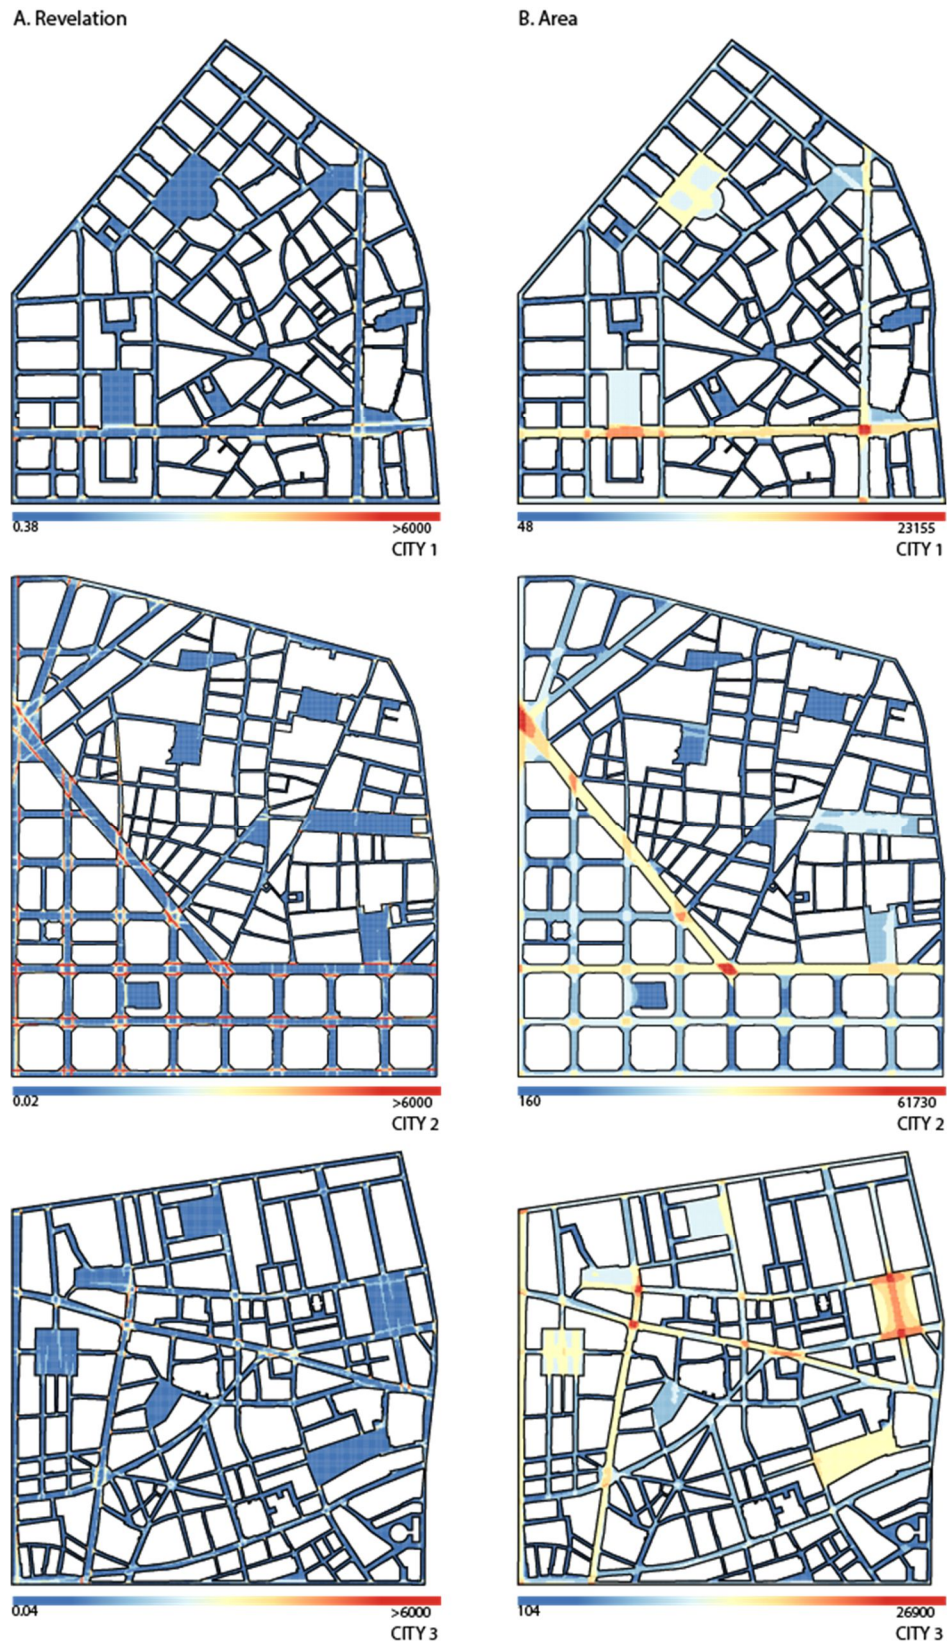 A. Revelation B. Area
0.38 >6000 48 23155
CITY 1 CITY 1
0.02 >6000 160 61730
CITY 2 CITY 2
0.04 >6000 104 26900
CITY 3 CITY 3